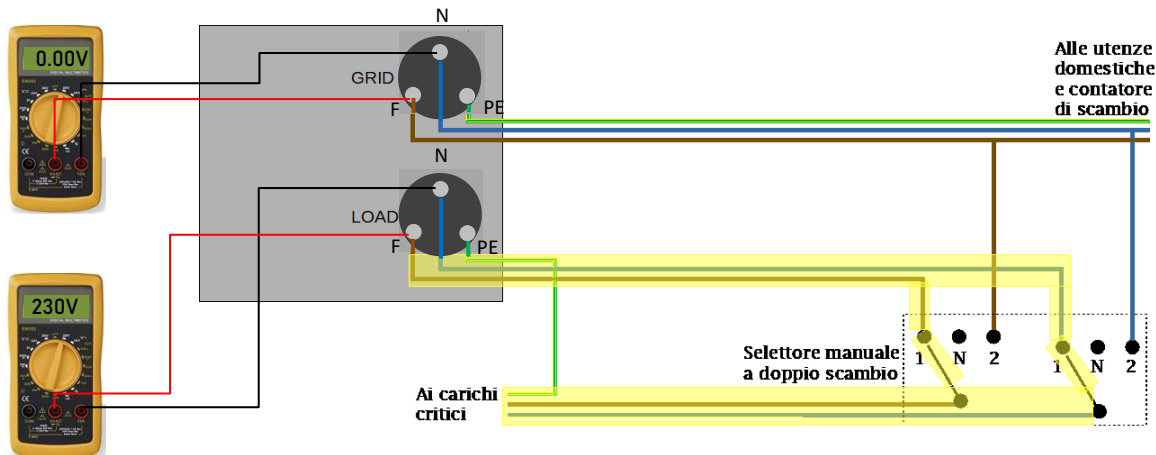 N
0.00V
GRID
F
PE
Alle utenze
domestiche
e contatore
di scambio
N
LOAD
F
PE
230V
Selettore manuale
a doppio scambio
1 N 2
1 N 2
Ai carichi
critici